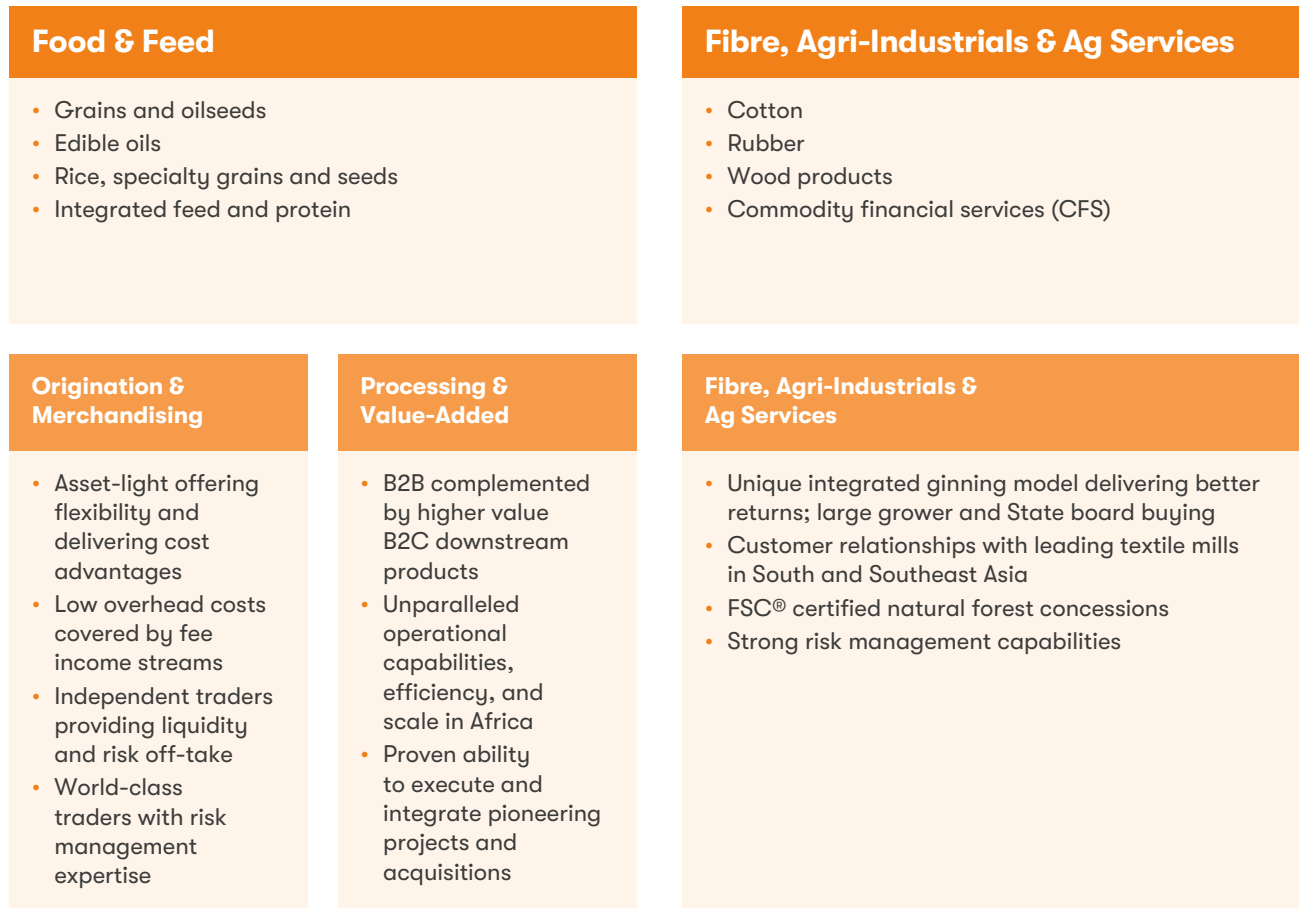 Food & Feed
• Grains and oilseeds
• Edible oils
• Rice, specialty grains and seeds
• Integrated feed and protein
Fibre, Agri-Industrials & Ag Services
• Cotton
• Rubber
• Wood products
• Commodity financial services (CFS)
Origination &
Merchandising
• Asset-light offering
flexibility and
delivering cost
advantages
• Low overhead costs
covered by fee
income streams
• Independent traders
providing liquidity
and risk off-take
• World-class
traders with risk
management
expertise
Processing &
Value-Added
• B2B complemented
by higher value
B2C downstream
products
• Unparalleled
operational
capabilities,
efficiency, and
scale in Africa
• Proven ability
to execute and
integrate pioneering
projects and
acquisitions
Fibre, Agri-Industrials &
Ag Services
• Unique integrated ginning model delivering better
returns; large grower and State board buying
• Customer relationships with leading textile mills
in South and Southeast Asia
• FSC® certified natural forest concessions
• Strong risk management capabilities